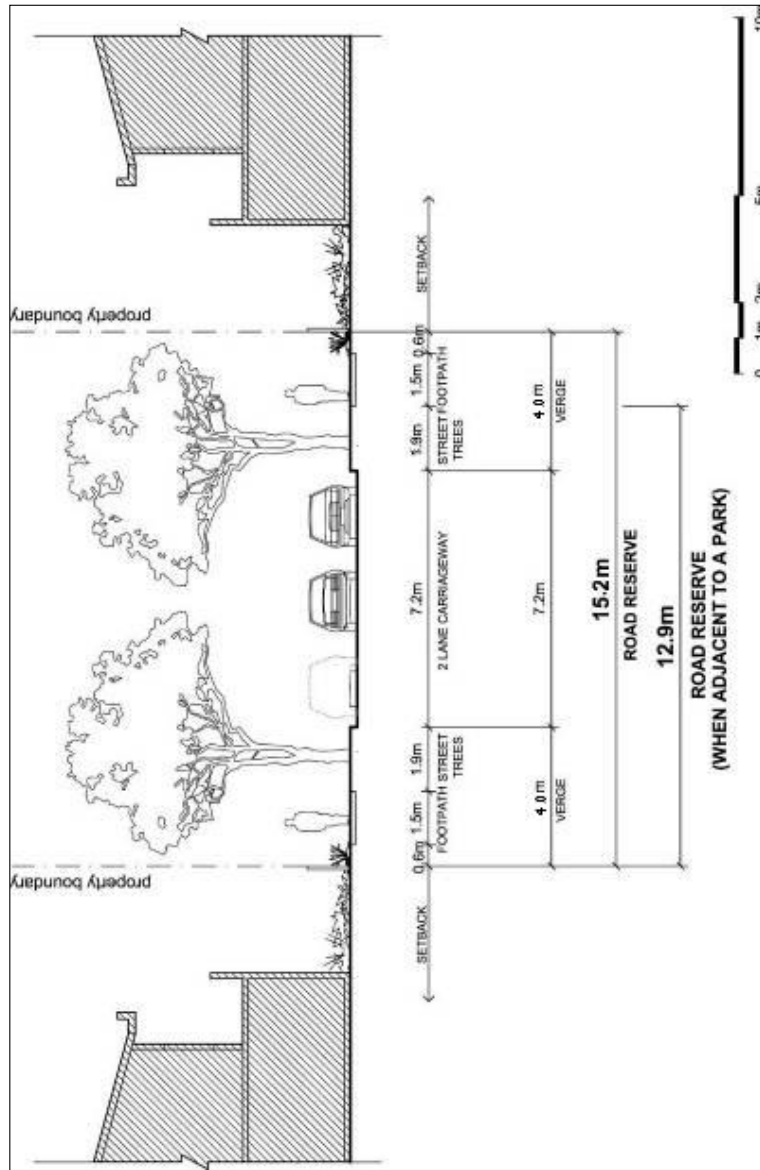 property boundary
property boundary
SETBACK
0.6m
1.5m
1.9m
7.2m
1.9m
1.5m
0.6m
SETBACK
FOOTPATH
STREET
TREES
2 LANE CARRIAGEWAY
STREET
TREES
FOOTPATH
4.0m
7.2m
4.0m
VERGE
VERGE
15.2m
ROAD RESERVE
12.9m
ROAD RESERVE
(WHEN ADJACENT TO A PARK)
0
1m
2m
5m
10m